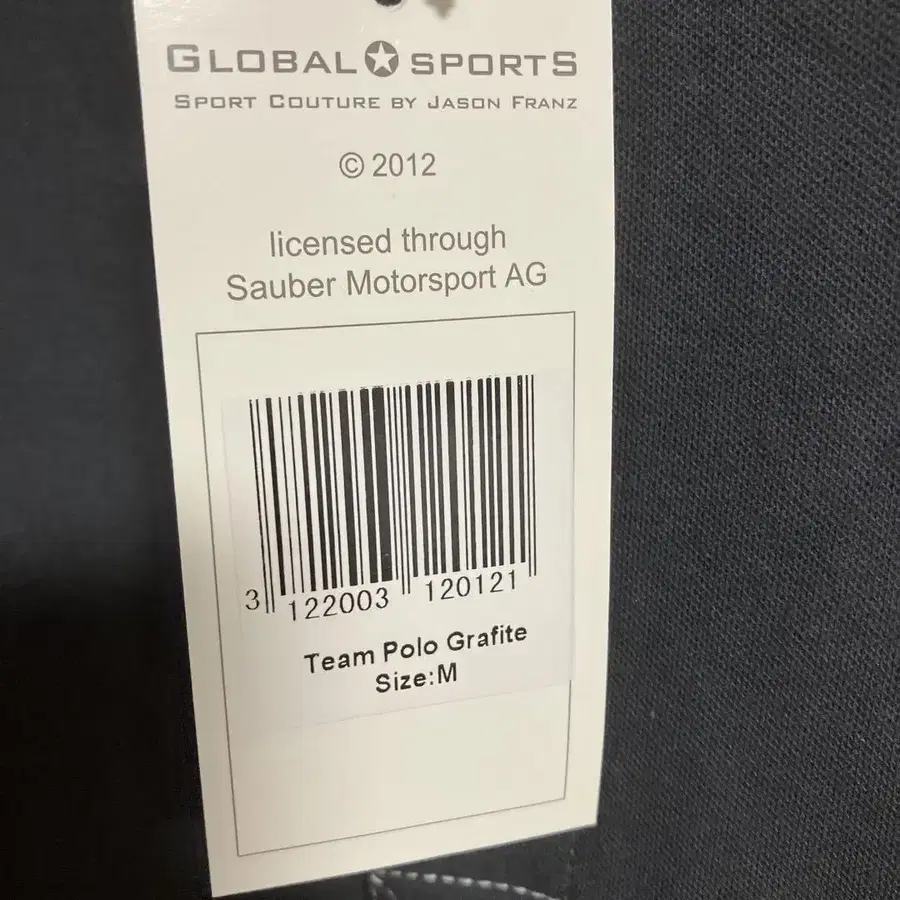 GLOBAL SPORTS
SPORT COUTURE BY JASON FRANZ
© 2012
licensed through
Sauber Motorsport AG
3 122003 120121
Team Polo Grafite
Size:M